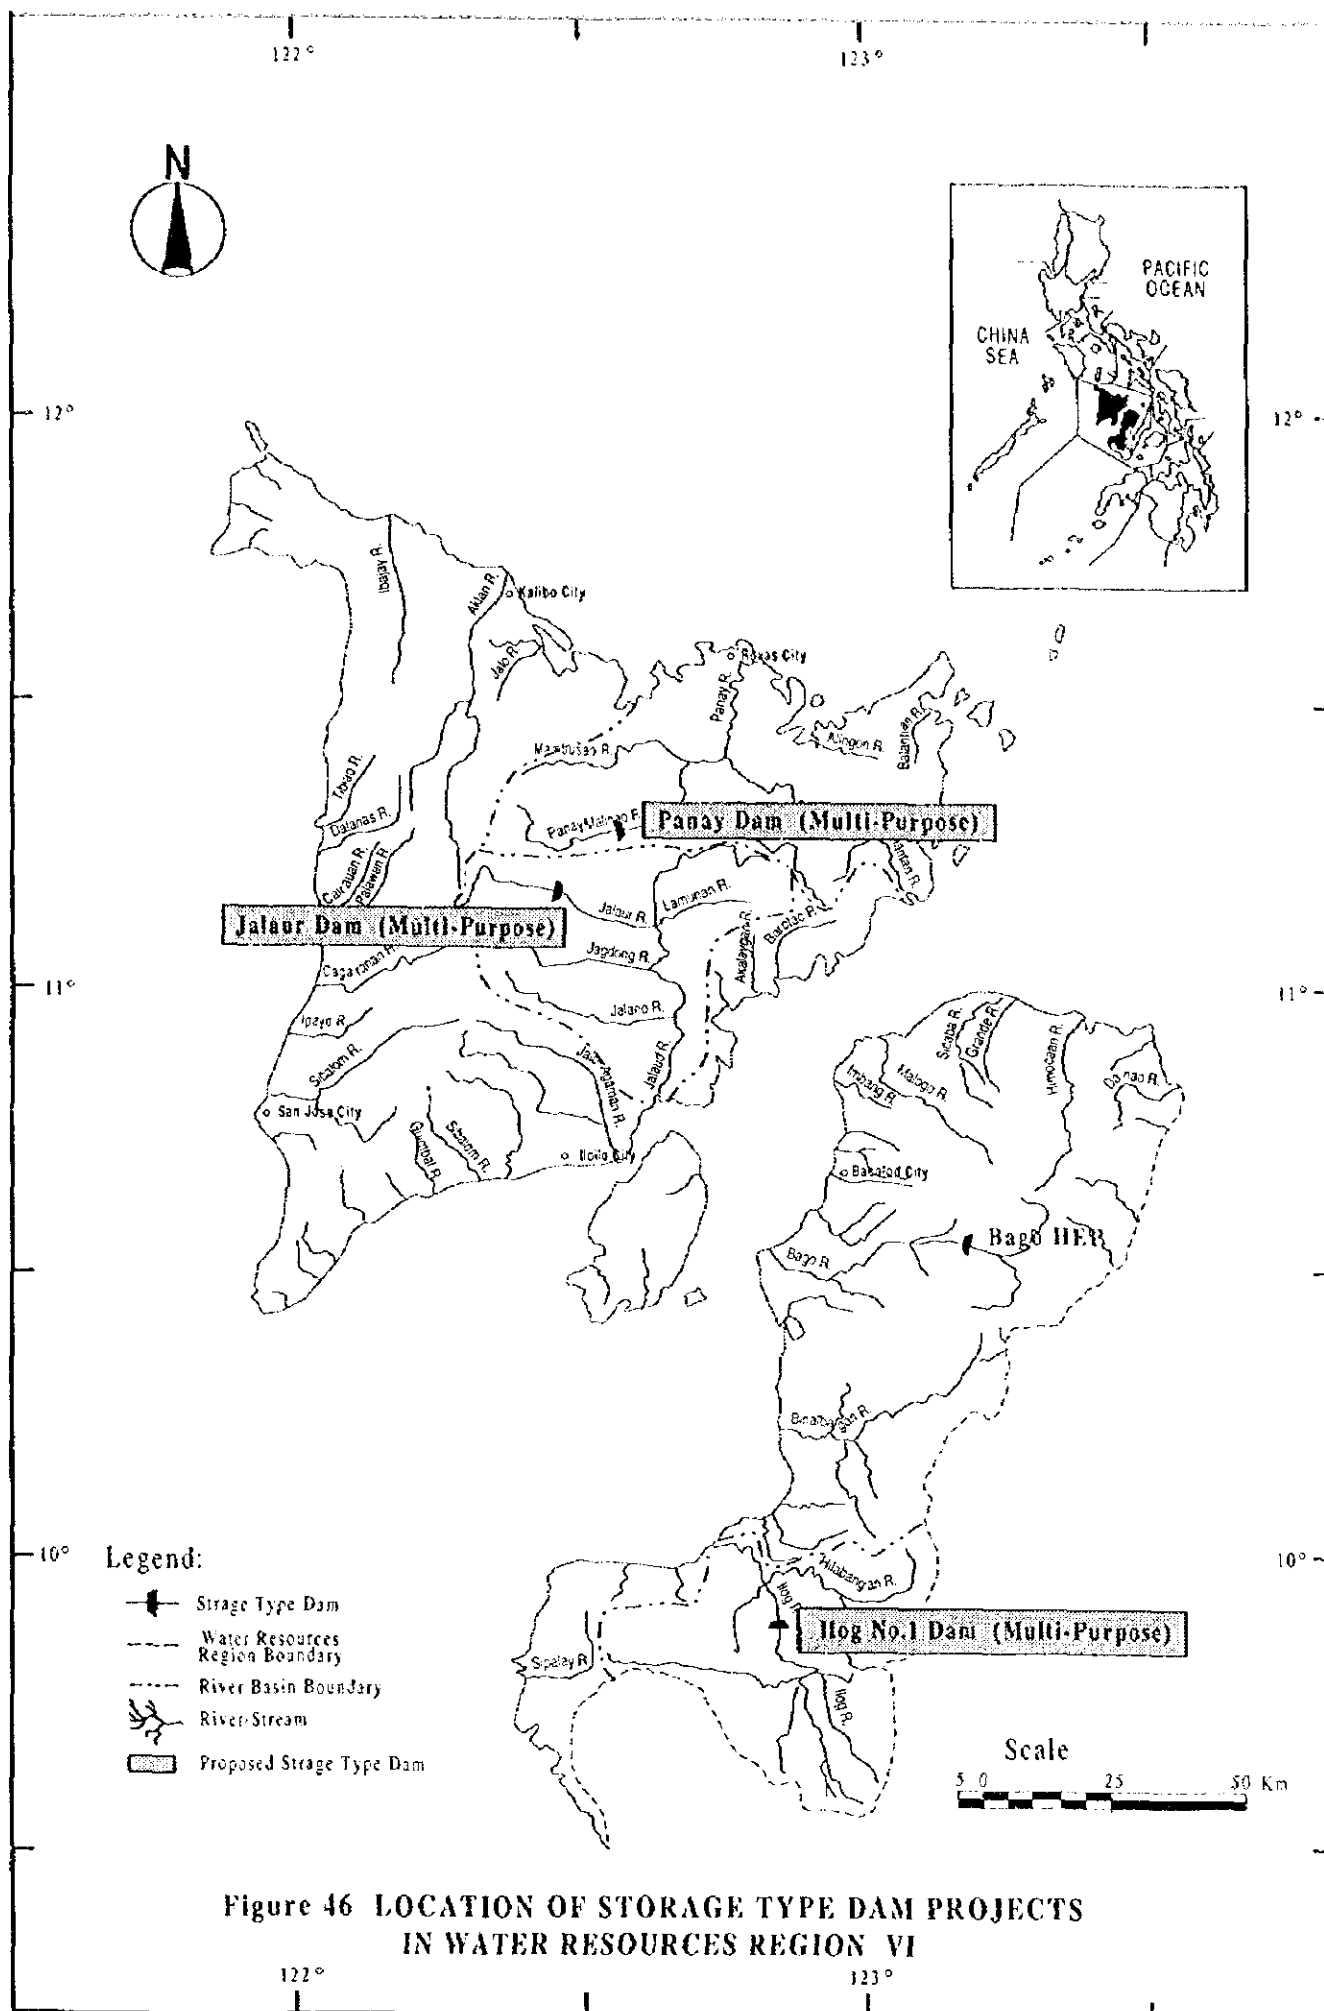 122°
123°
N
PACIFIC
OCEAN
CHINA
SEA
12°
12°
Ibajay R.
Aklan R.
Kalibo City
Jalo R.
Roxas City
Panay R.
Alingon R.
Balantian R.
Mambusao R.
Tibiao R.
Dalanas R.
Panay Malinao R.
Panay Dam (Multi-Purpose)
Cairauan R.
Palawan R.
Lamunan R.
Jalaur R.
Jalaur Dam (Multi-Purpose)
Barotac R.
Jagdong R.
11°
11°
Jalano R.
Ipayo R.
Sibalom R.
Jalaud R.
Sicaba R.
Grande R.
Himocaan R.
Malogo R.
Imbang R.
Danao R.
San Jose City
Guimbal R.
Sibalom R.
Iloilo City
Bacolod City
Bago HEP
Bago R.
Binalbagan R.
10°
10°
Legend:
Hilabangan R.
Strage Type Dam
Ilog No.1 Dam (Multi-Purpose)
Water Resources
Region Boundary
Sipalay R.
River Basin Boundary
Ilog R.
River-Stream
Proposed Strage Type Dam
Scale
5 0 25 50 Km
Figure 46 LOCATION OF STORAGE TYPE DAM PROJECTS
IN WATER RESOURCES REGION VI
122°
123°